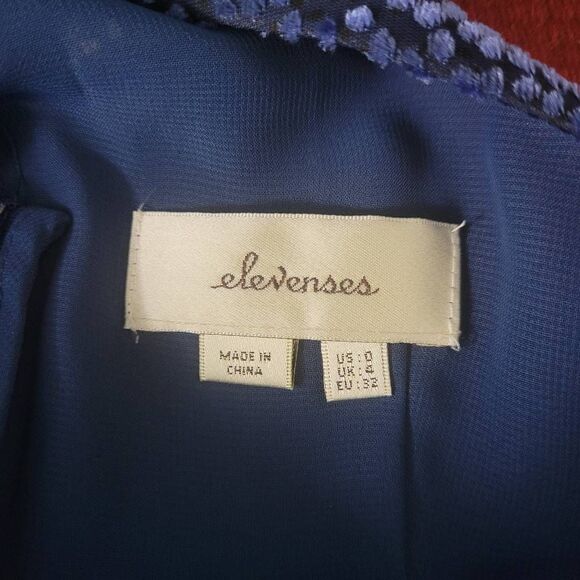 elevenses
MADE IN
CHINA
US : 0
UK : 4
EU : 32